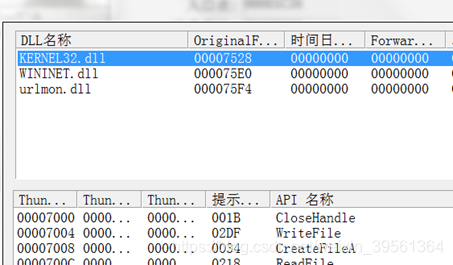 DLL名称 OriginalF... 时间日... Forwar...
KERNEL32.dll 00007528 00000000 00000000
WININET.dll 000075E0 00000000 00000000
urlmon.dll 000075F4 00000000 00000000
Thun... Thun... Thun... 提示... API 名称
00007000 0000... 0000... 001B CloseHandle
00007004 0000... 0000... 02DF WriteFile
00007008 0000... 0000... 0034 CreateFileA
0000700C 0000... 0000... 0218 ReadFile